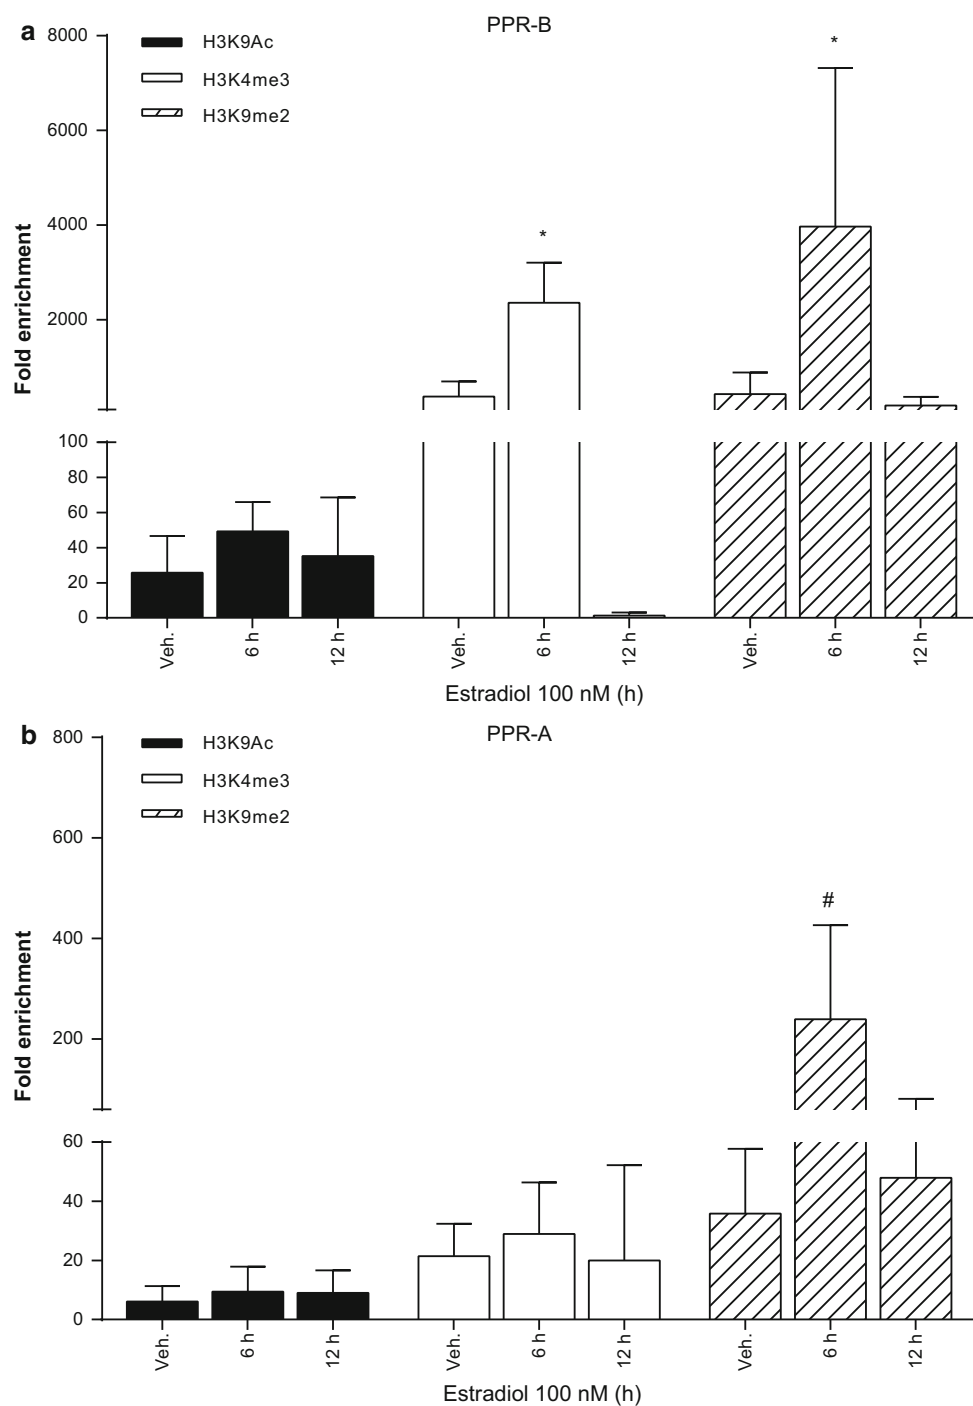 a
PPR-B
H3K9Ac
H3K4me3
H3K9me2
Fold enrichment
8000
6000
4000
2000
100
80
60
40
20
0
*
*
Veh.
6 h
12 h
Veh.
6 h
12 h
Veh.
6 h
12 h
Estradiol 100 nM (h)
b
PPR-A
H3K9Ac
H3K4me3
H3K9me2
Fold enrichment
800
600
400
200
60
40
20
0
#
Veh.
6 h
12 h
Veh.
6 h
12 h
Veh.
6 h
12 h
Estradiol 100 nM (h)